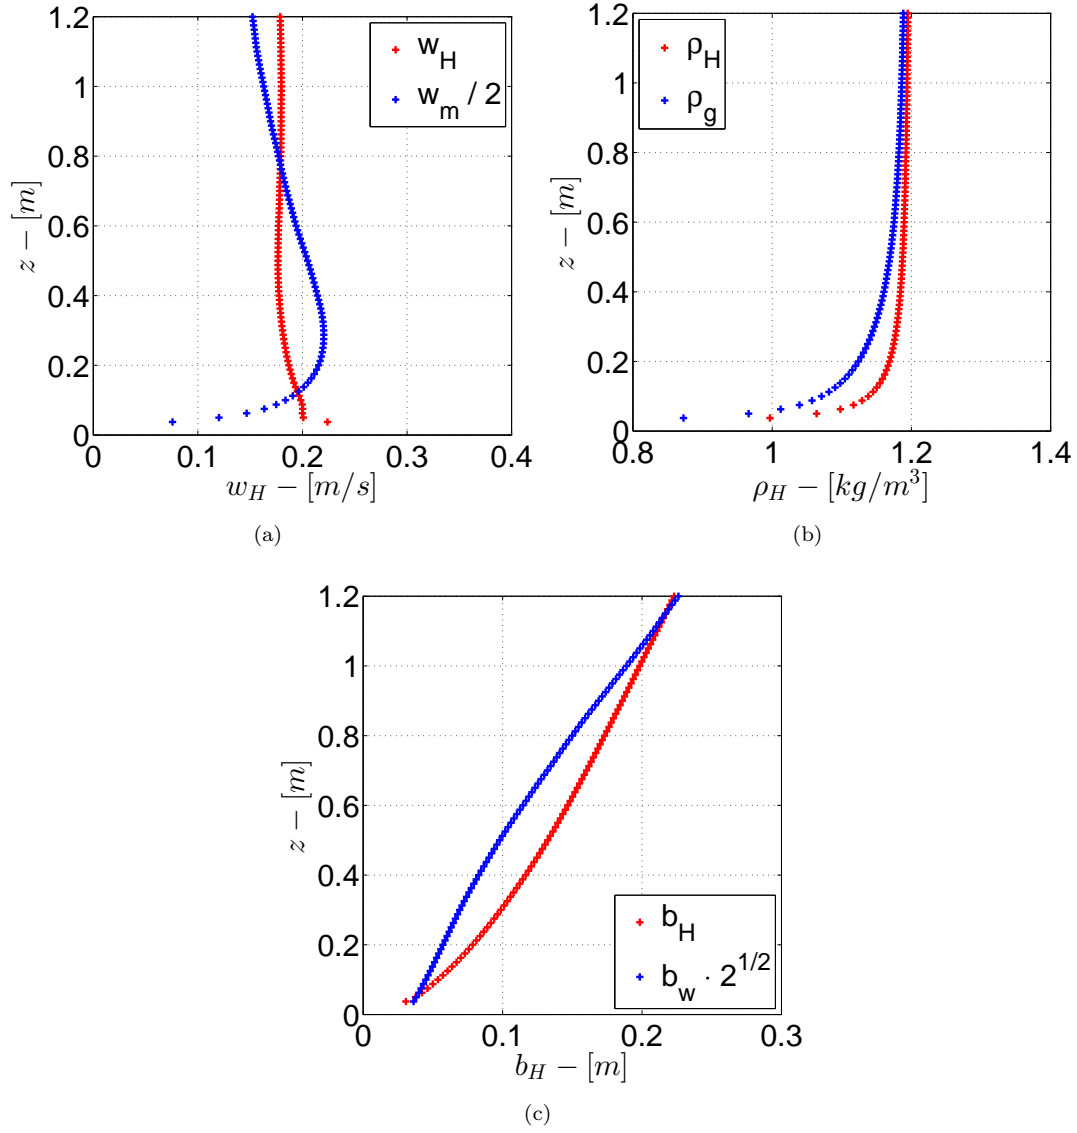 1.2
1
0.8
0.6
0.4
0.2
0
z − [m]
w_H
w_m / 2
0 0.1 0.2 0.3 0.4
w_H − [m/s]
(a)
1.2
1
0.8
0.6
0.4
0.2
0
z − [m]
ρ_H
ρ_g
0.8 1 1.2 1.4
ρ_H − [kg/m^3]
(b)
1.2
1
0.8
0.6
0.4
0.2
0
z − [m]
b_H
b_w · 2^{1/2}
0 0.1 0.2 0.3
b_H − [m]
(c)